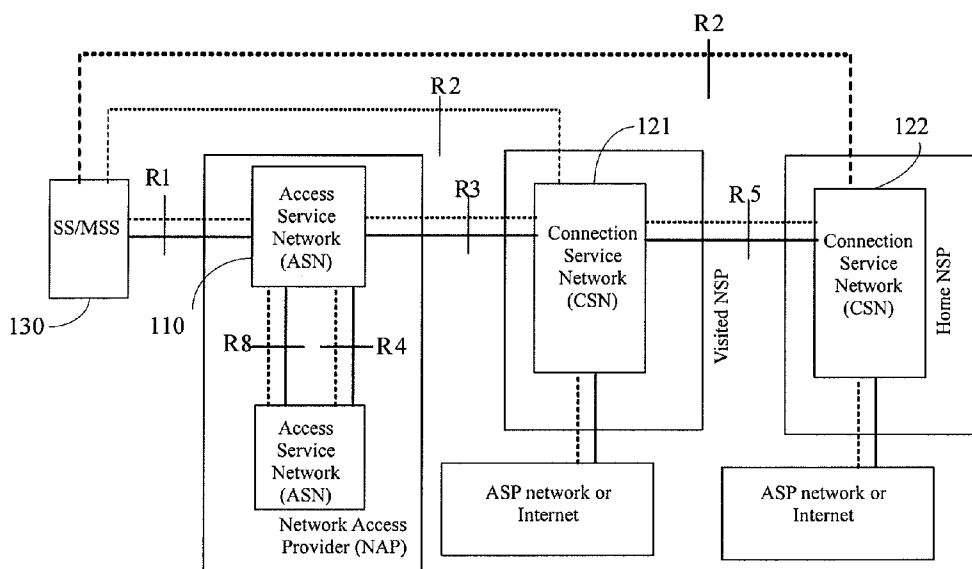 R2
R2
121
122
R1
R3
R5
SS/MSS
Access
Service
Network
(ASN)
Connection
Service
Network
(CSN)
Visited NSP
Connection
Service
Network
(CSN)
Home NSP
130
110
R8
R4
Access
Service
Network
(ASN)
Network Access
Provider (NAP)
ASP network or
Internet
ASP network or
Internet